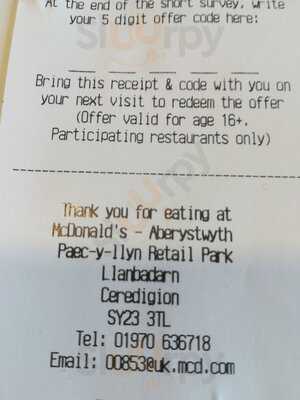 At the end of the short survey, write
your 5 digit offer code here:
_ _ _ _ _
Bring this receipt & code with you on
your next visit to redeem the offer
(Offer valid for age 16+.
Participating restaurants only)
Thank you for eating at
McDonald's - Aberystwyth
Paec-y-llyn Retail Park
Llanbadarn
Ceredigion
SY23 3TL
Tel: 01970 636718
Email: 00853@uk.mcd.com